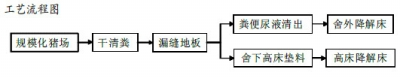 工艺流程图
规模化猪场
干清粪
漏缝地板
粪便尿液清出
舍外降解床
舍下高床垫料
高床降解床